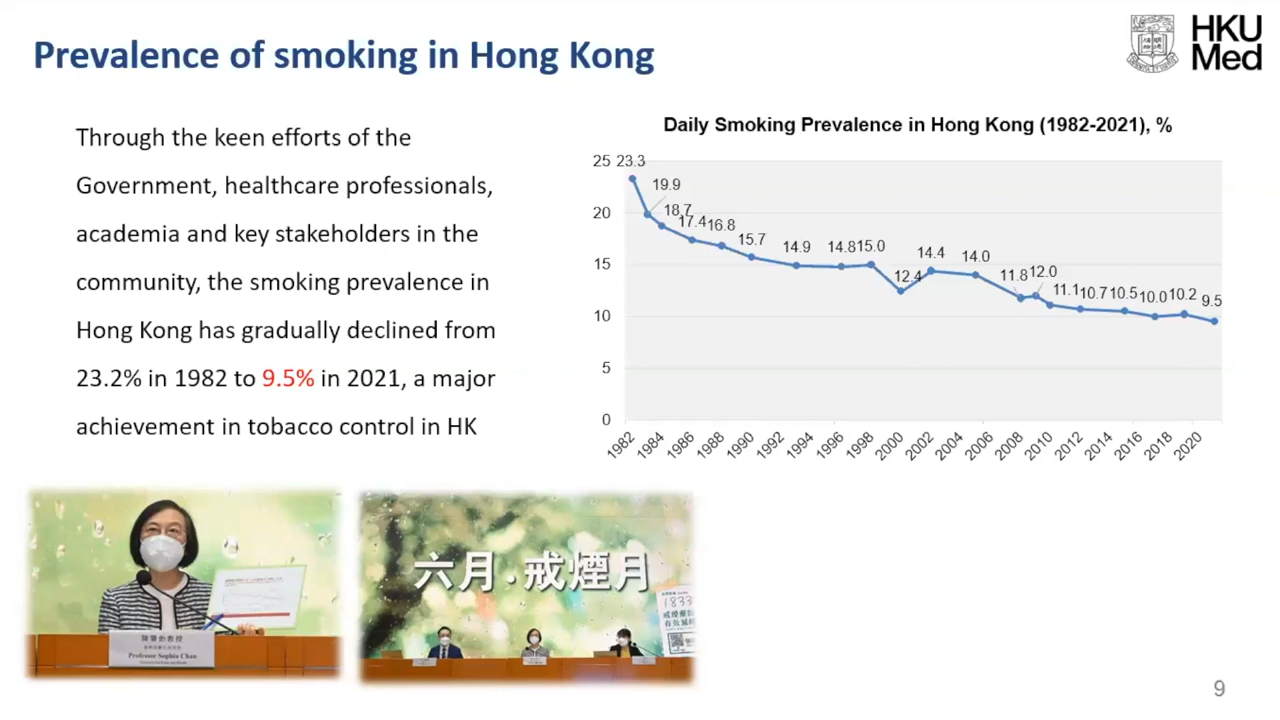 Prevalence of smoking in Hong Kong
HKU
Med
Through the keen efforts of the
Government, healthcare professionals,
academia and key stakeholders in the
community, the smoking prevalence in
Hong Kong has gradually declined from
23.2% in 1982 to 9.5% in 2021, a major
achievement in tobacco control in HK
Daily Smoking Prevalence in Hong Kong (1982-2021), %
25
20
15
10
5
0
23.3
19.9
18.7
17.4
16.8
15.7
14.9
14.8
15.0
12.4
14.4
14.0
11.8
12.0
11.1
10.7
10.5
10.0
10.2
9.5
1982 1984 1986 1988 1990 1992 1994 1996 1998 2000 2002 2004 2006 2008 2010 2012 2014 2016 2018 2020
Professor Sophia Chan
六月.戒煙月
1833
9